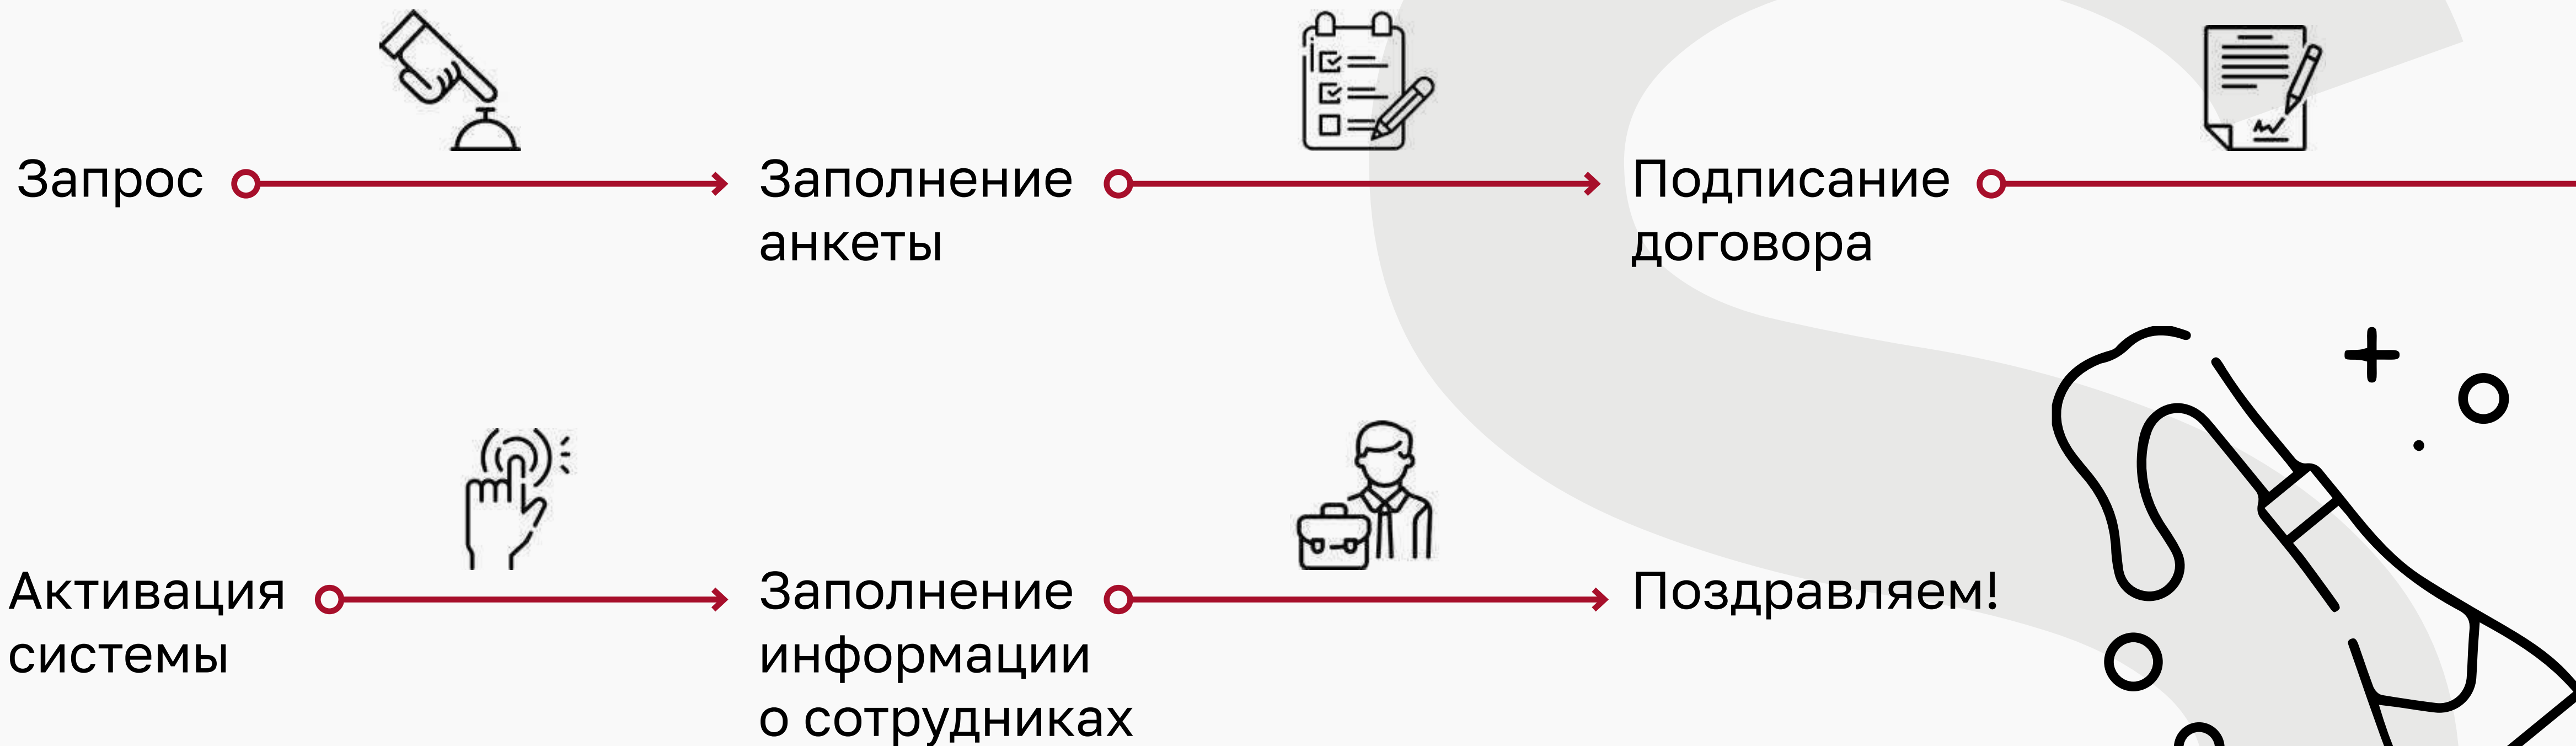 Запрос
Заполнение
анкеты
Подписание
договора
Активация
системы
Заполнение
информации
о сотрудниках
Поздравляем!